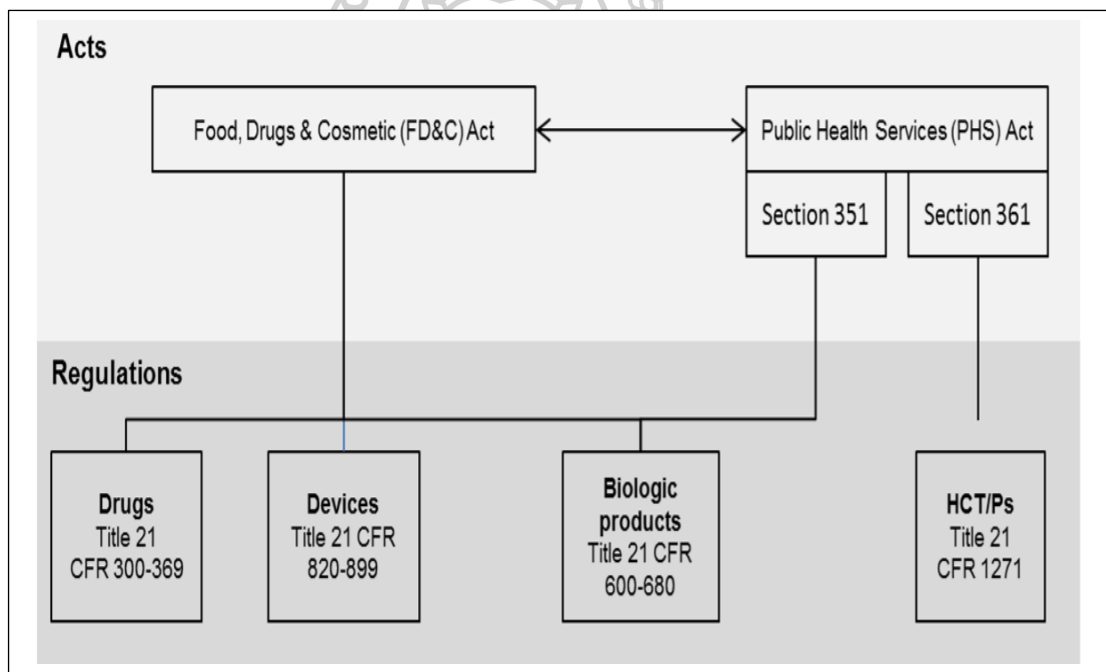 Acts
Food, Drugs & Cosmetic (FD&C) Act
Public Health Services (PHS) Act
Section 351
Section 361
Regulations
Drugs
Title 21
CFR 300-369
Devices
Title 21 CFR
820-899
Biologic
products
Title 21 CFR
600-680
HCT/Ps
Title 21
CFR 1271